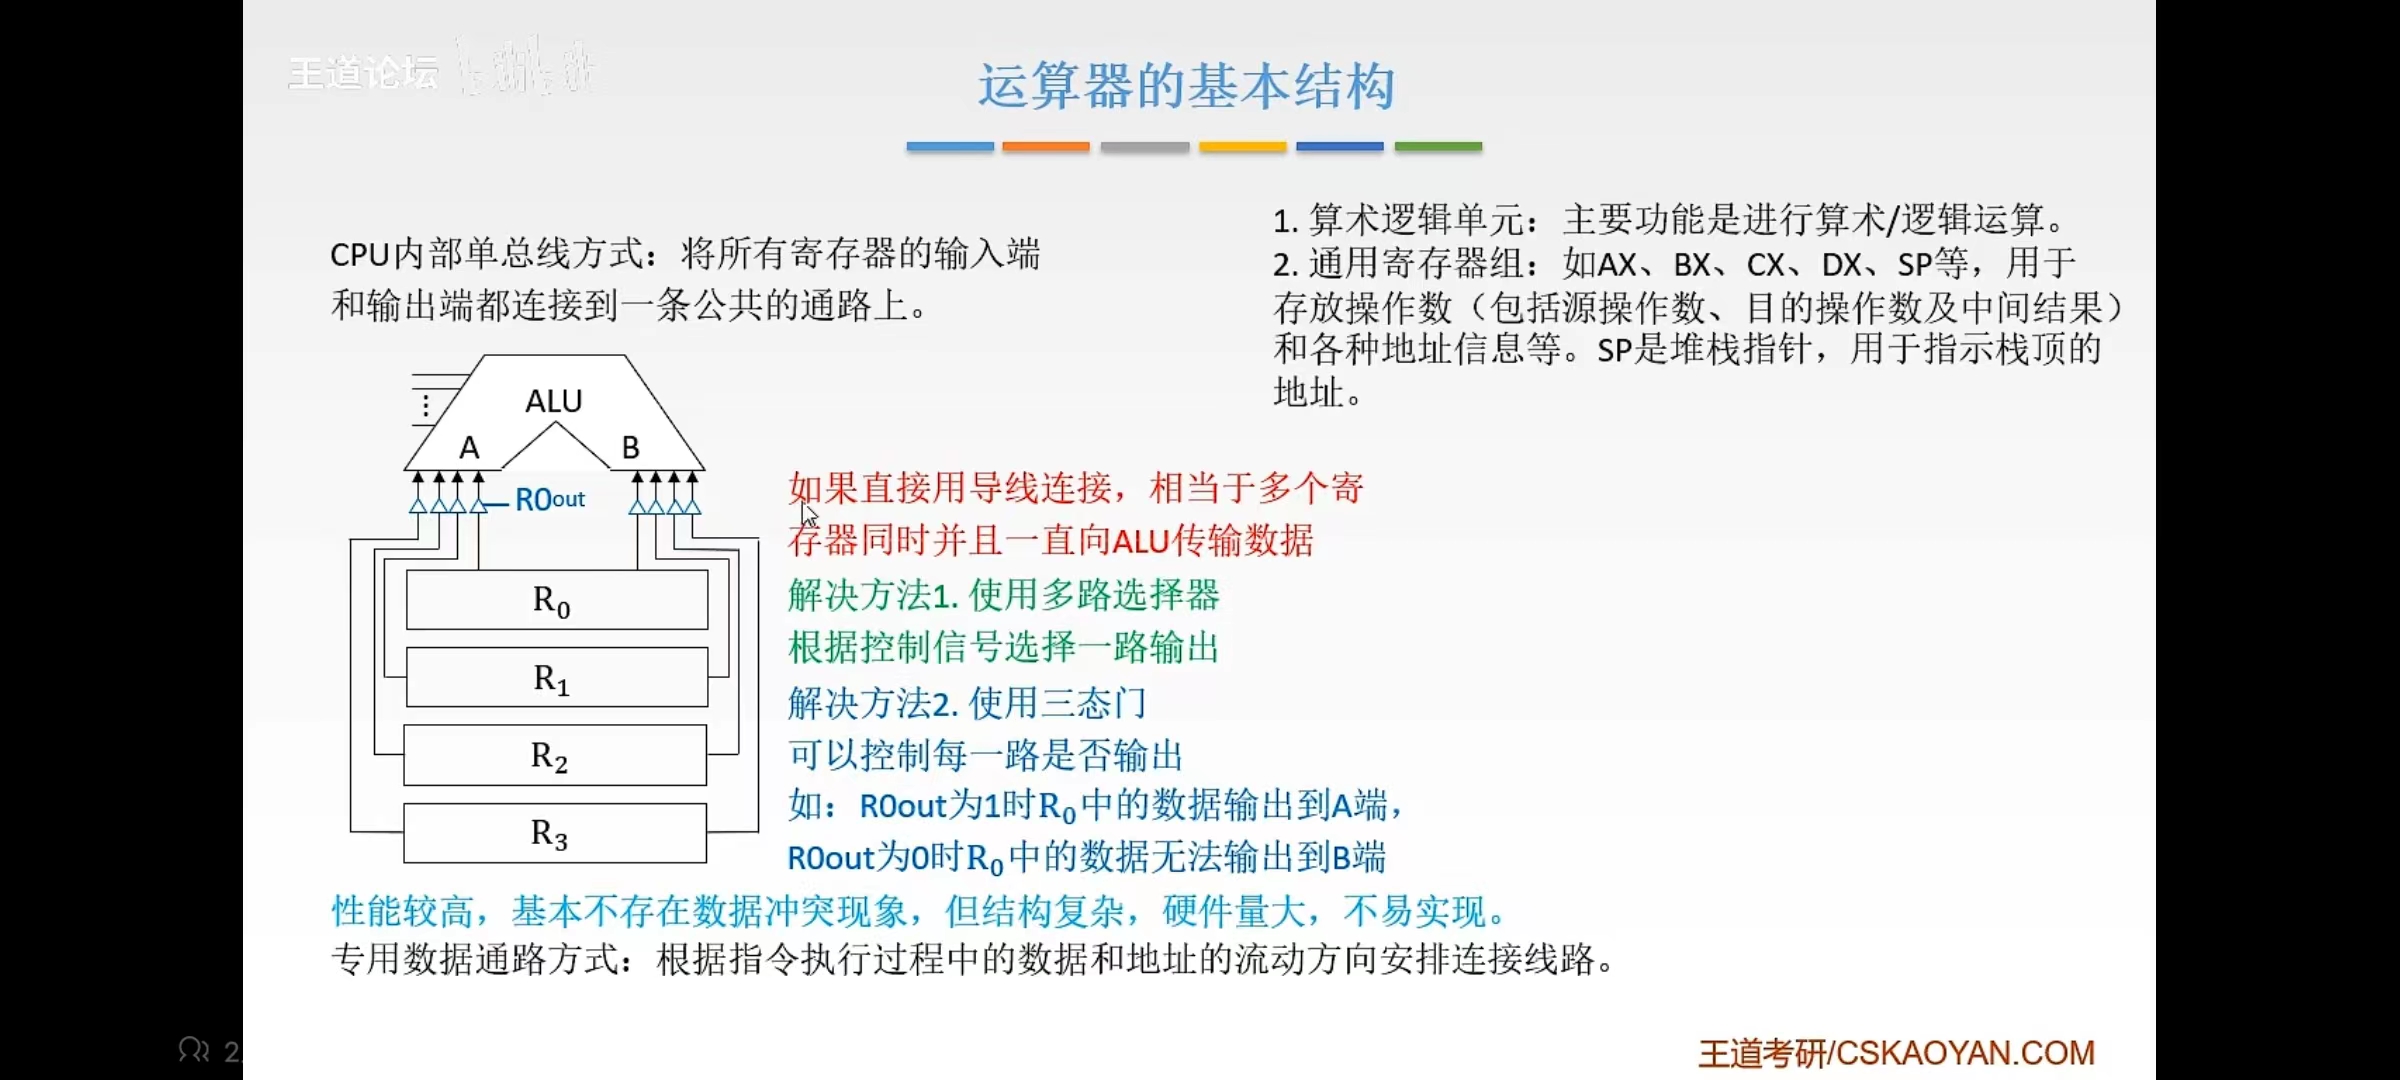 王道论坛
运算器的基本结构
CPU内部单总线方式：将所有寄存器的输入端
和输出端都连接到一条公共的通路上。
1. 算术逻辑单元：主要功能是进行算术/逻辑运算。
2. 通用寄存器组：如AX、BX、CX、DX、SP等，用于
存放操作数（包括源操作数、目的操作数及中间结果）
和各种地址信息等。SP是堆栈指针，用于指示栈顶的
地址。
ALU
A
B
R0out
R0
R1
R2
R3
如果直接用导线连接，相当于多个寄
存器同时并且一直向ALU传输数据
解决方法1. 使用多路选择器
根据控制信号选择一路输出
解决方法2. 使用三态门
可以控制每一路是否输出
如：R0out为1时R0中的数据输出到A端，
R0out为0时R0中的数据无法输出到B端
性能较高，基本不存在数据冲突现象，但结构复杂，硬件量大，不易实现。
专用数据通路方式：根据指令执行过程中的数据和地址的流动方向安排连接线路。
王道考研/CSKAOYAN.COM